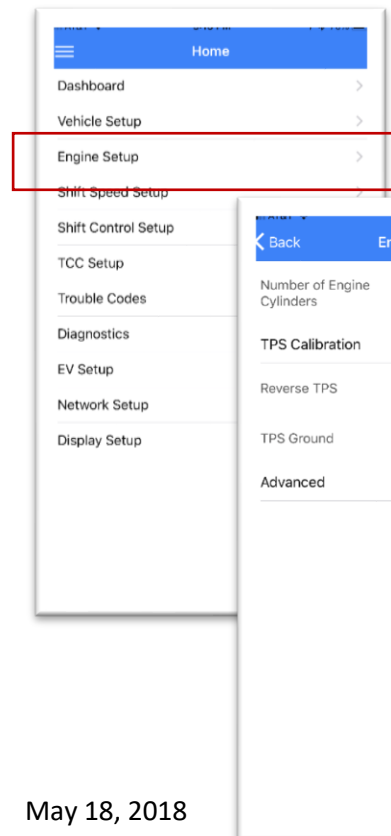 Home
Dashboard
Vehicle Setup
Engine Setup
Shift Speed Setup
Shift Control Setup
TCC Setup
Trouble Codes
Diagnostics
EV Setup
Network Setup
Display Setup
Back
Number of Engine
Cylinders
TPS Calibration
Reverse TPS
TPS Ground
Advanced
May 18, 2018